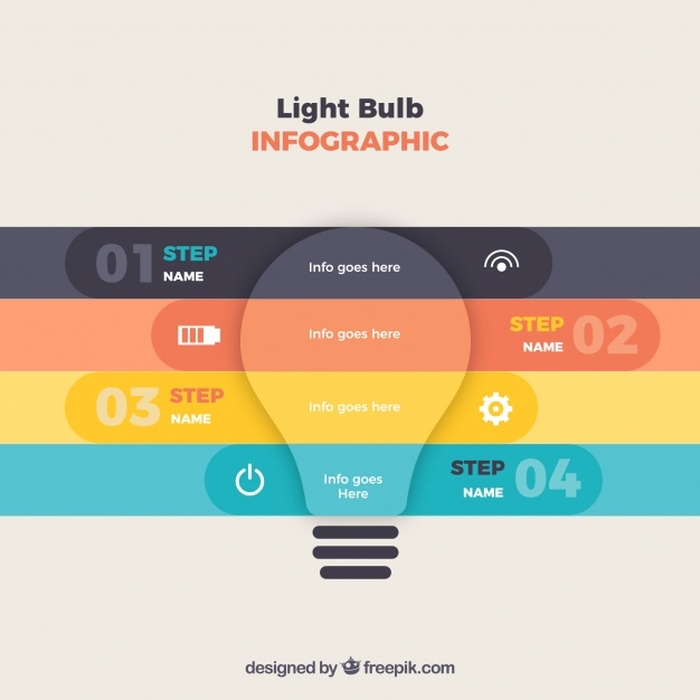 Light Bulb
INFOGRAPHIC
01 STEP
NAME
Info goes here
Info goes here
STEP 02
NAME
03 STEP
NAME
Info goes here
Info goes
Here
STEP 04
NAME
designed by freepik.com